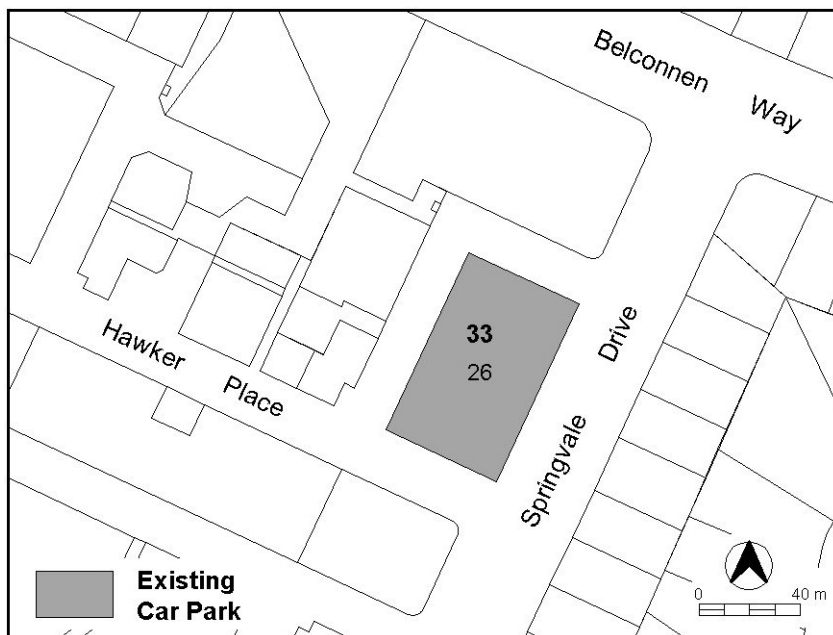 Belconnen
Way
33
26
Hawker
Place
Springvale
Drive
Existing
Car Park
0
40 m